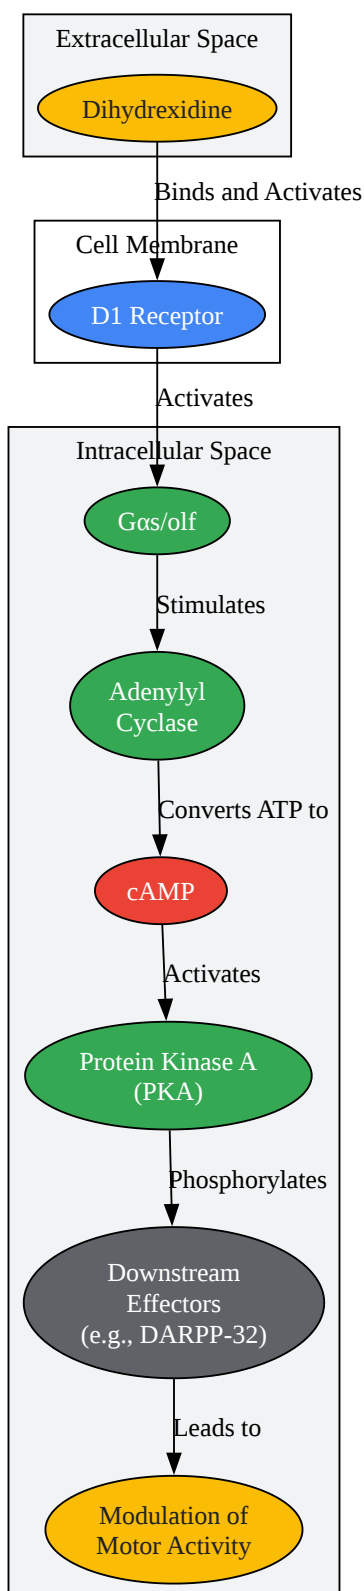 Extracellular Space
Dihydrexidine
Binds and Activates
Cell Membrane
D1 Receptor
Activates
Intracellular Space
Gαs/olf
Stimulates
Adenylyl
Cyclase
Converts ATP to
cAMP
Activates
Protein Kinase A
(PKA)
Phosphorylates
Downstream
Effectors
(e.g., DARPP-32)
Leads to
Modulation of
Motor Activity